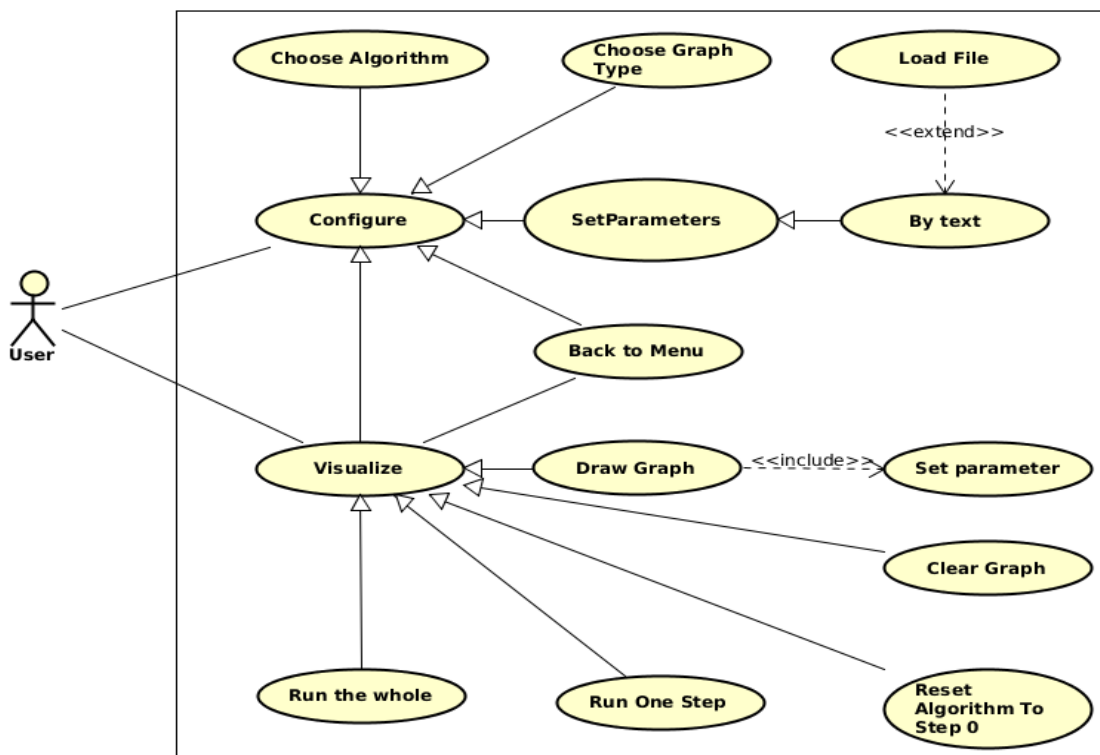 Choose Algorithm
Choose Graph
Type
Load File
<<extend>>
Configure
SetParameters
By text
User
Back to Menu
Visualize
Draw Graph
<<include>>
Set parameter
Clear Graph
Run the whole
Run One Step
Reset
Algorithm To
Step 0